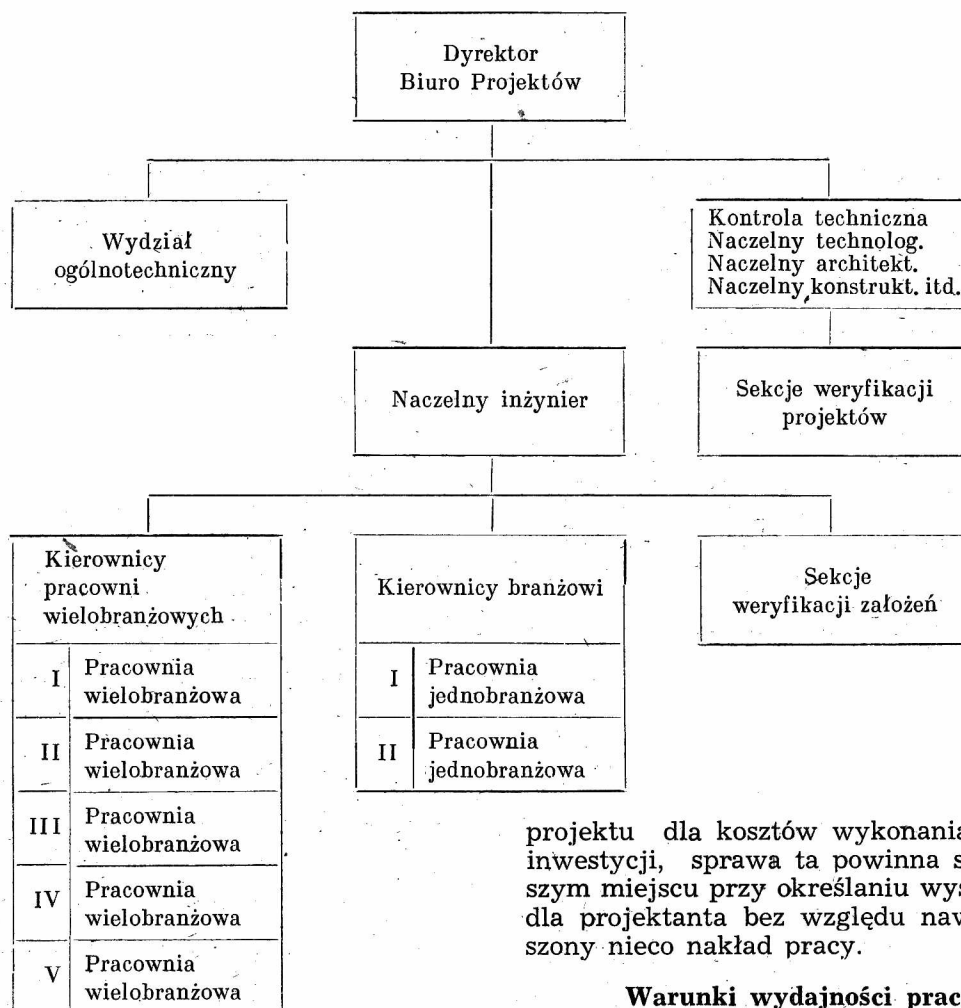 Dyrektor
Biuro Projektów
Wydział
ogólnotechniczny
Kontrola techniczna
Naczelny technolog.
Naczelny architekt.
Naczelny konstrukt. itd.
Naczelny inżynier
Sekcje weryfikacji
projektów
Kierownicy
pracowni
wielobranżowych
I Pracownia
wielobranżowa
II Pracownia
wielobranżowa
III Pracownia
wielobranżowa
IV Pracownia
wielobranżowa
V Pracownia
wielobranżowa
Kierownicy branżowi
I Pracownia
jednobranżowa
II Pracownia
jednobranżowa
Sekcje
weryfikacji założeń
projektu dla kosztów wykonania
inwestycji, sprawa ta powinna s
szym miejscu przy określaniu wys
dla projektanta bez względu naw
szony nieco nakład pracy.
Warunki wydajności prac